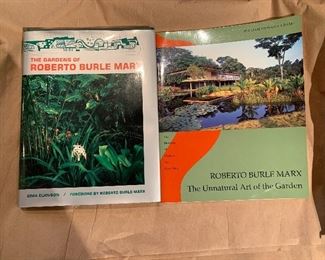 THE GARDENS OF
ROBERTO BURLE MARX
FOREWORD BY ROBERTO BURLE MARX
ROBERTO BURLE MARX
The Unnatural Art of the Garden